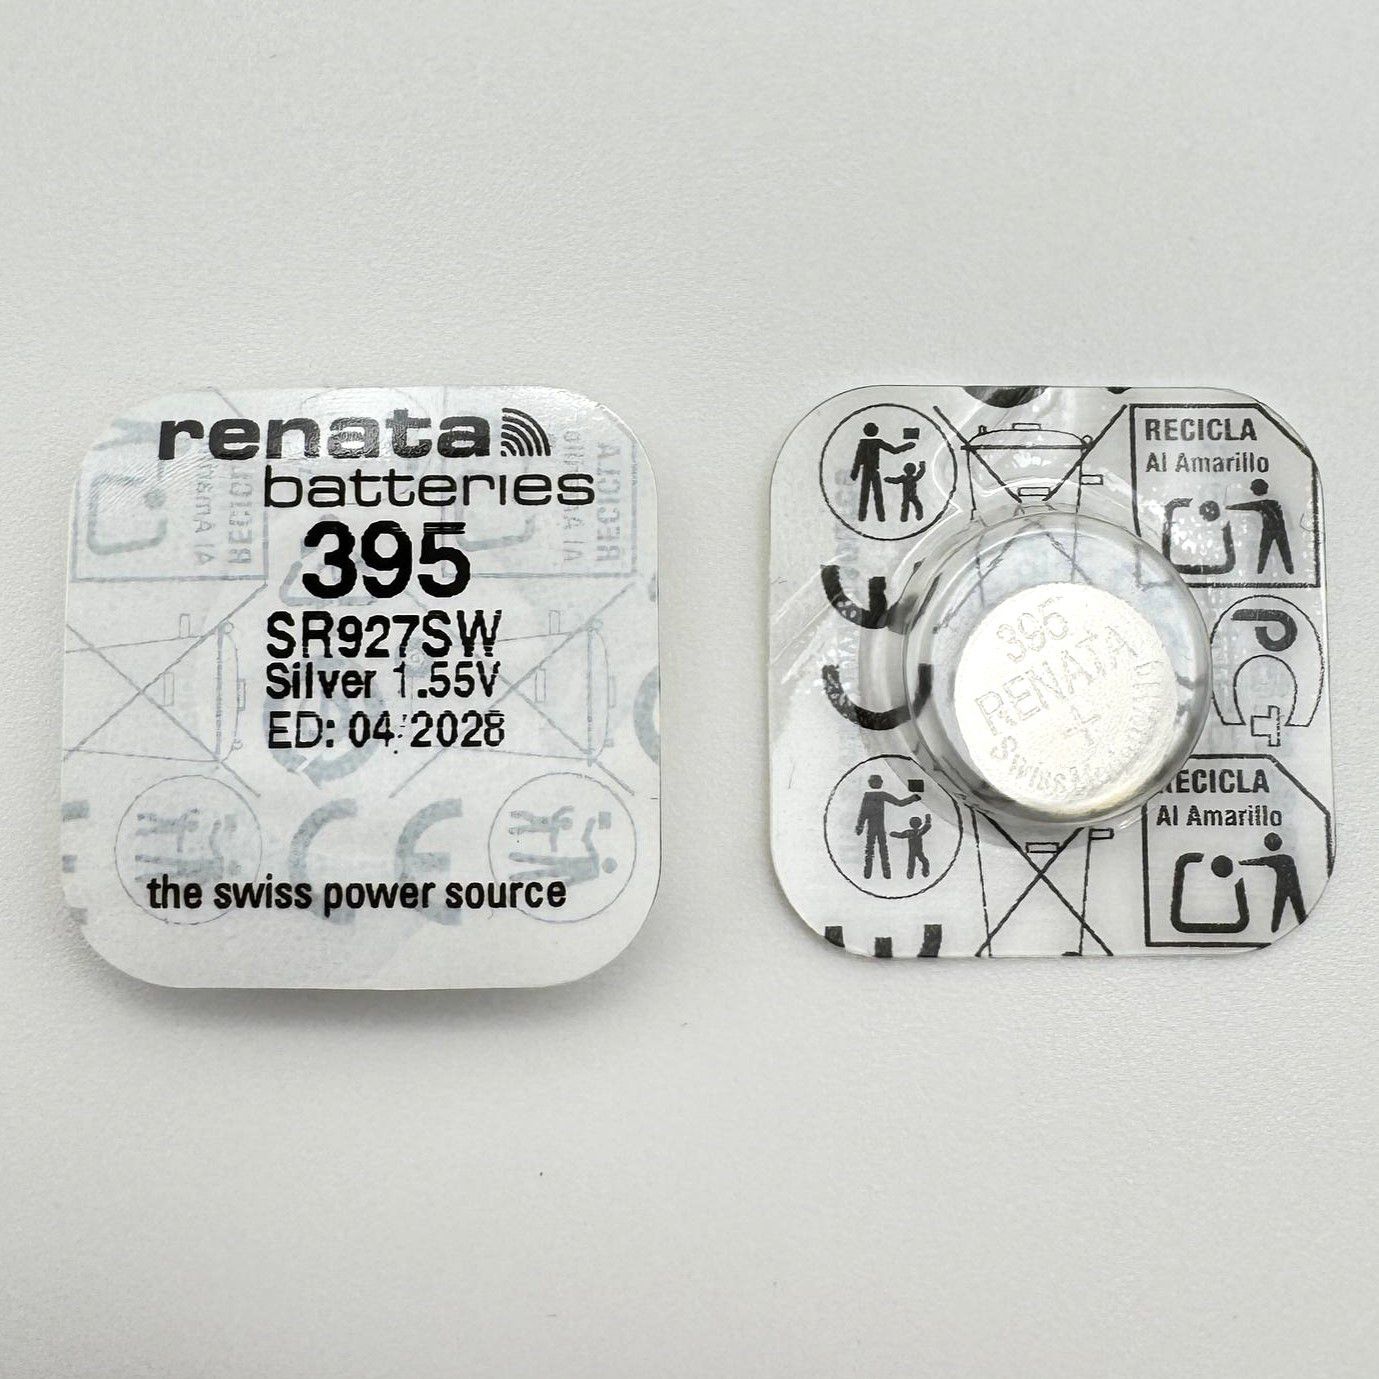 renata
batteries
395
SR927SW
Silver 1.55V
ED: 04/2028
the swiss power source
RECICLA
Al Amarillo
395
RENATA
+
Swiss
RECICLA
Al Amarillo